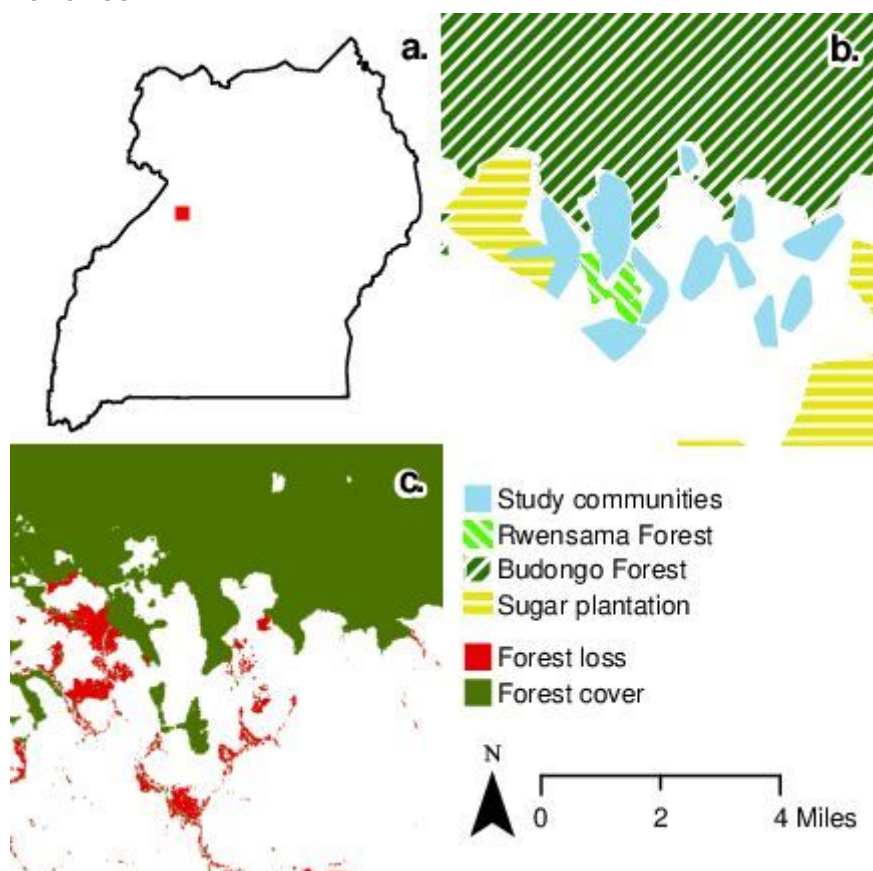 a.
b.
c.
Study communities
Rwensama Forest
Budongo Forest
Sugar plantation
Forest loss
Forest cover
N
0 2 4 Miles